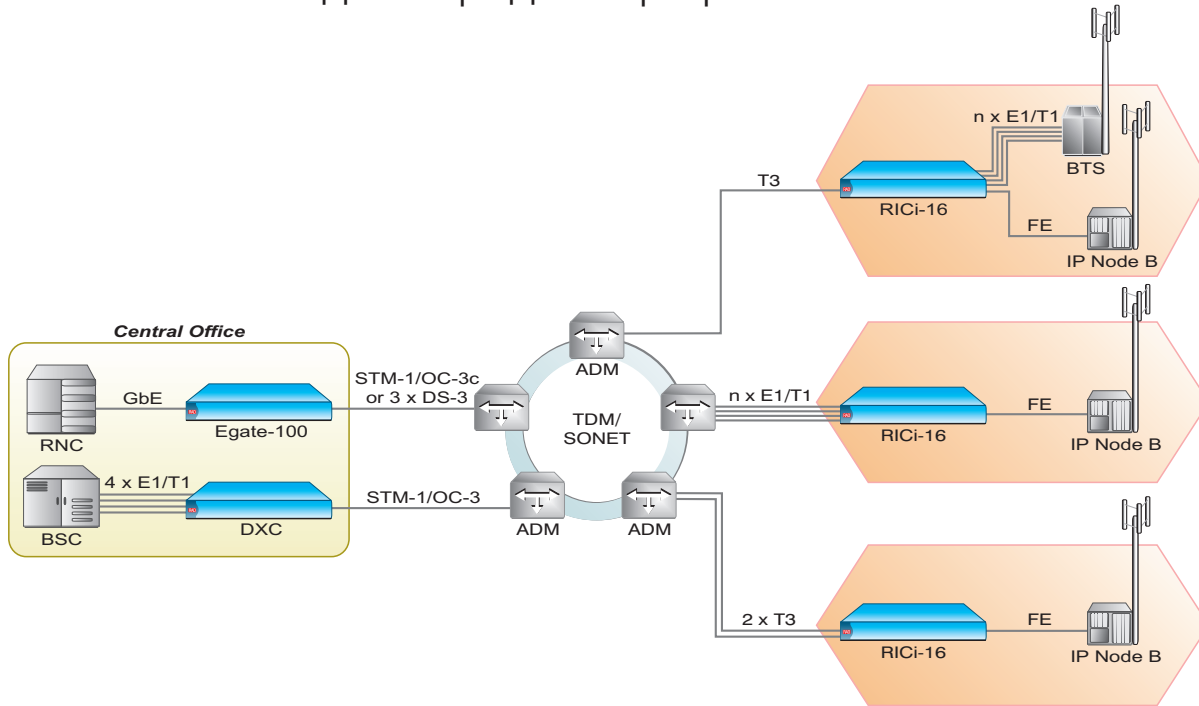 n x E1/T1
BTS
T3
RICi-16
FE
IP Node B
Central Office
RNC
GbE
Egate-100
STM-1/OC-3c
or 3 x DS-3
BSC
4 x E1/T1
DXC
STM-1/OC-3
ADM
TDM/
SONET
ADM
ADM
n x E1/T1
RICi-16
FE
IP Node B
2 x T3
RICi-16
FE
IP Node B